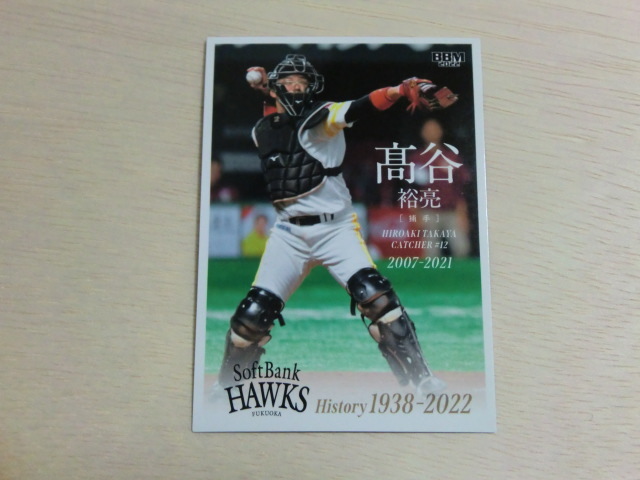 BBM
2022
髙谷
裕亮
[捕手]
HIROAKI TAKAYA
CATCHER #12
2007-2021
SoftBank
HAWKS
FUKUOKA
History 1938-2022